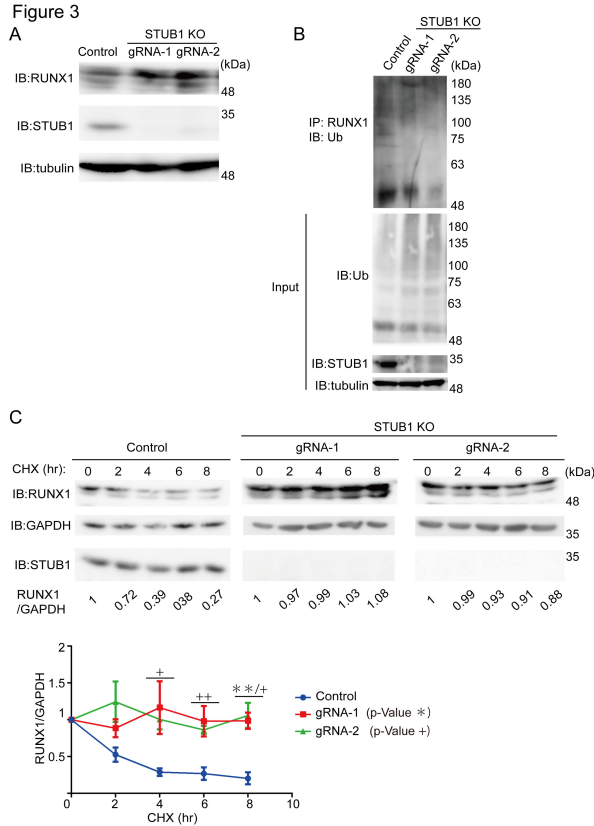 Figure 3
A
STUB1 KO
Control gRNA-1 gRNA-2
(kDa)
IB:RUNX1
48
35
IB:STUB1
IB:tubulin
48
B
STUB1 KO
Control gRNA-1 gRNA-2
(kDa)
180
135
IP: RUNX1
IB: Ub
100
75
63
48
180
135
IB:Ub
100
75
63
48
Input
IB:STUB1 35
IB:tubulin 48
C
STUB1 KO
Control gRNA-1 gRNA-2
CHX (hr): 0 2 4 6 8 0 2 4 6 8 0 2 4 6 8
(kDa)
IB:RUNX1
48
IB:GAPDH
35
35
IB:STUB1
RUNX1
/GAPDH
1 0.72 0.39 038 0.27 1 0.97 0.99 1.03 1.08 1 0.99 0.93 0.91 0.88
RUNX1/GAPDH
2
1.5
1
0.5
0 2 4 6 8 10
CHX (hr)
+
++
**/+
Control
gRNA-1 (p-Value *)
gRNA-2 (p-Value +)